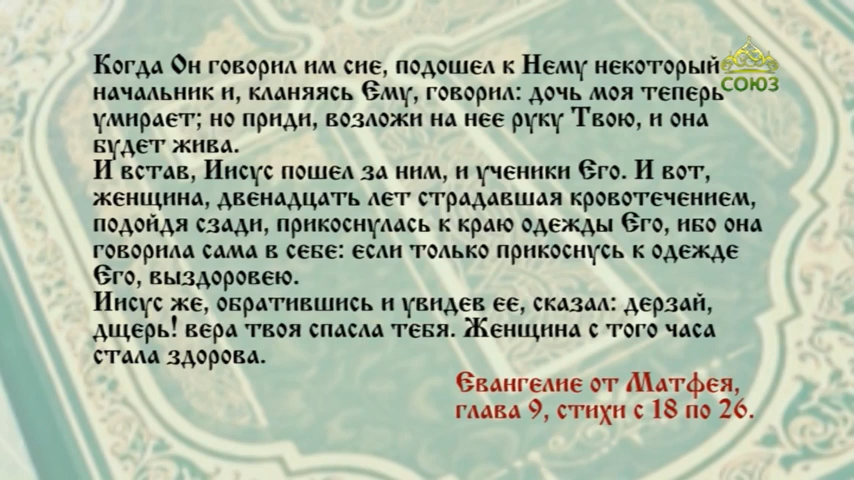 Когда Он говорил им сие, подошел к Нему некоторый
начальник и, кланяясь Ему, говорил: дочь моя теперь
умирает; но приди, возложи на нее руку Твою, и она
будет жива.
И встав, Иисус пошел за ним, и ученики Его. И вот,
женщина, двенадцать лет страдавшая кровотечением,
подойдя сзади, прикоснулась к краю одежды Его, ибо она
говорила сама в себе: если только прикоснусь к одежде
Его, выздоровею.
Иисус же, обратившись и увидев ее, сказал: дерзай,
дщерь! вера твоя спасла тебя. Женщина с того часа
стала здорова.
Евангелие от Матфея,
глава 9, стихи с 18 по 26.
СОЮЗ